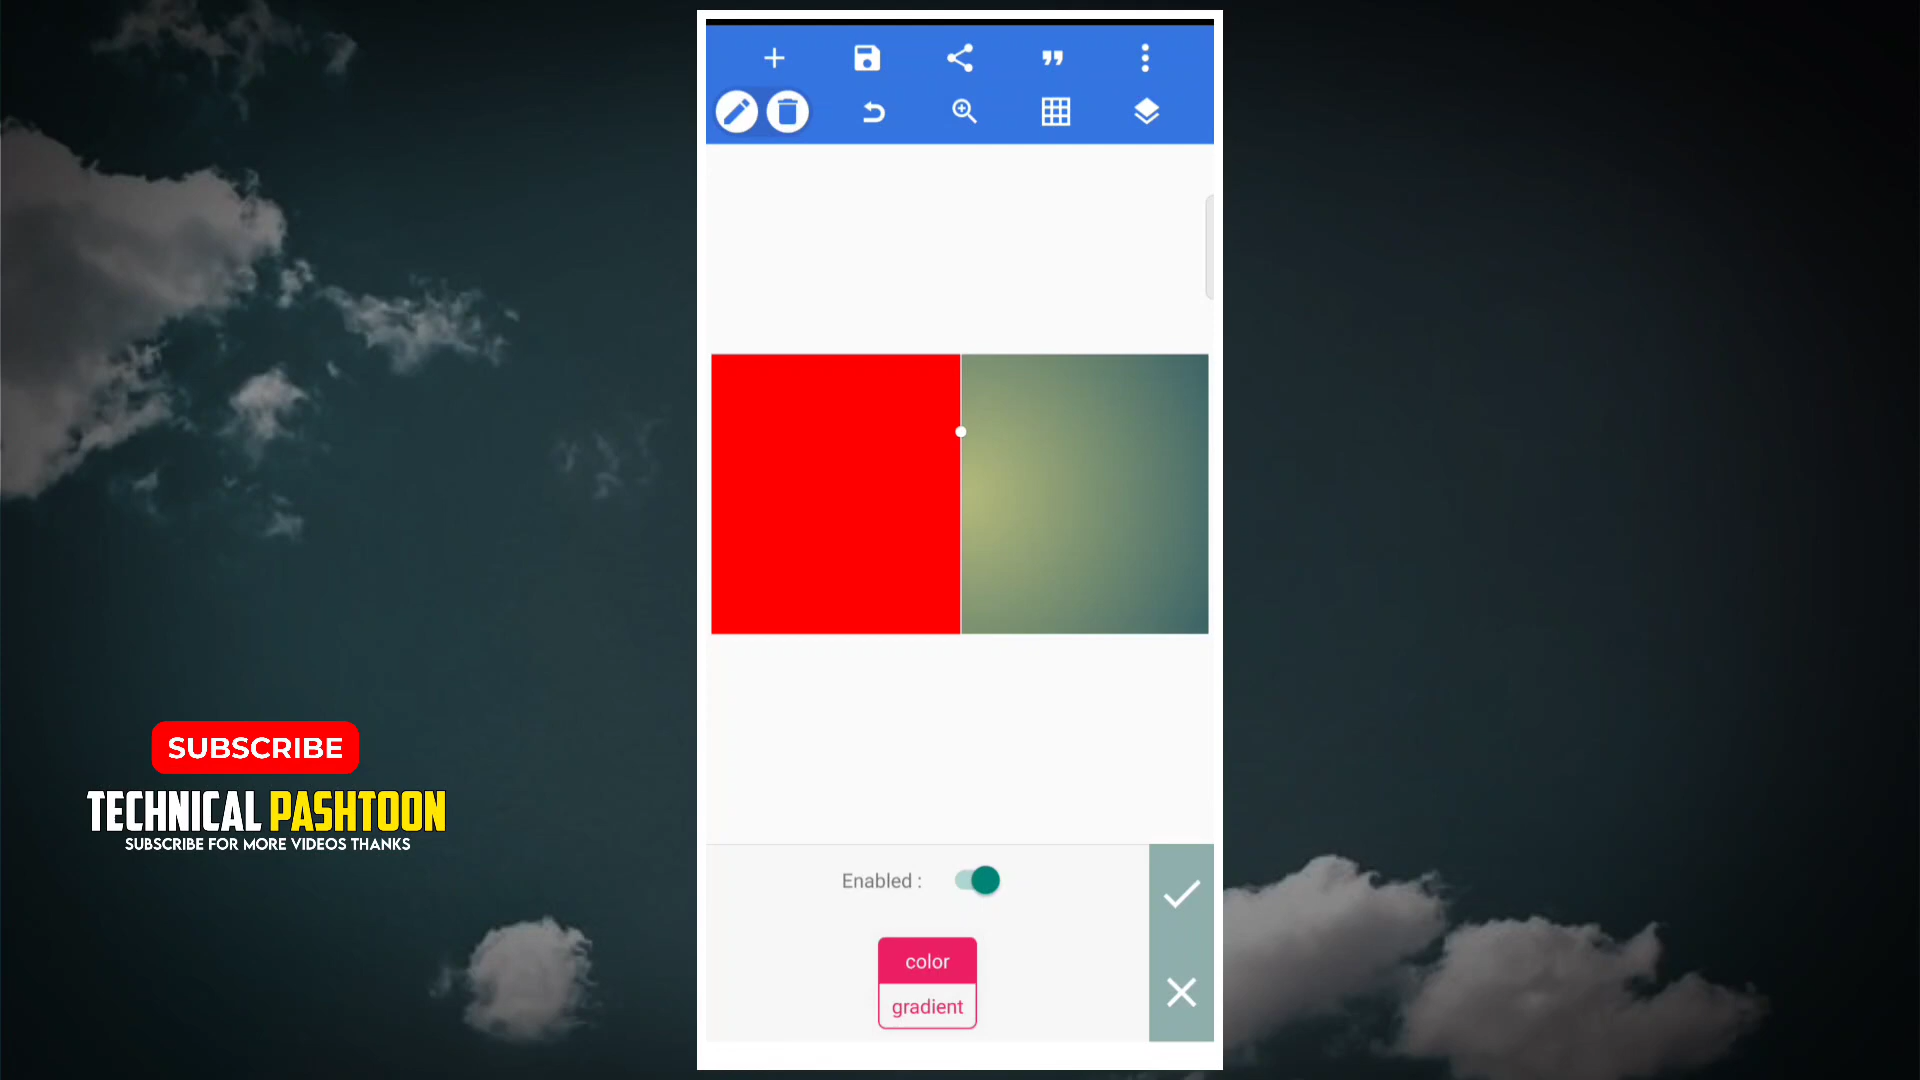 Enabled :
color
gradient
SUBSCRIBE
TECHNICAL PASHTOON
SUBSCRIBE FOR MORE VIDEOS THANKS